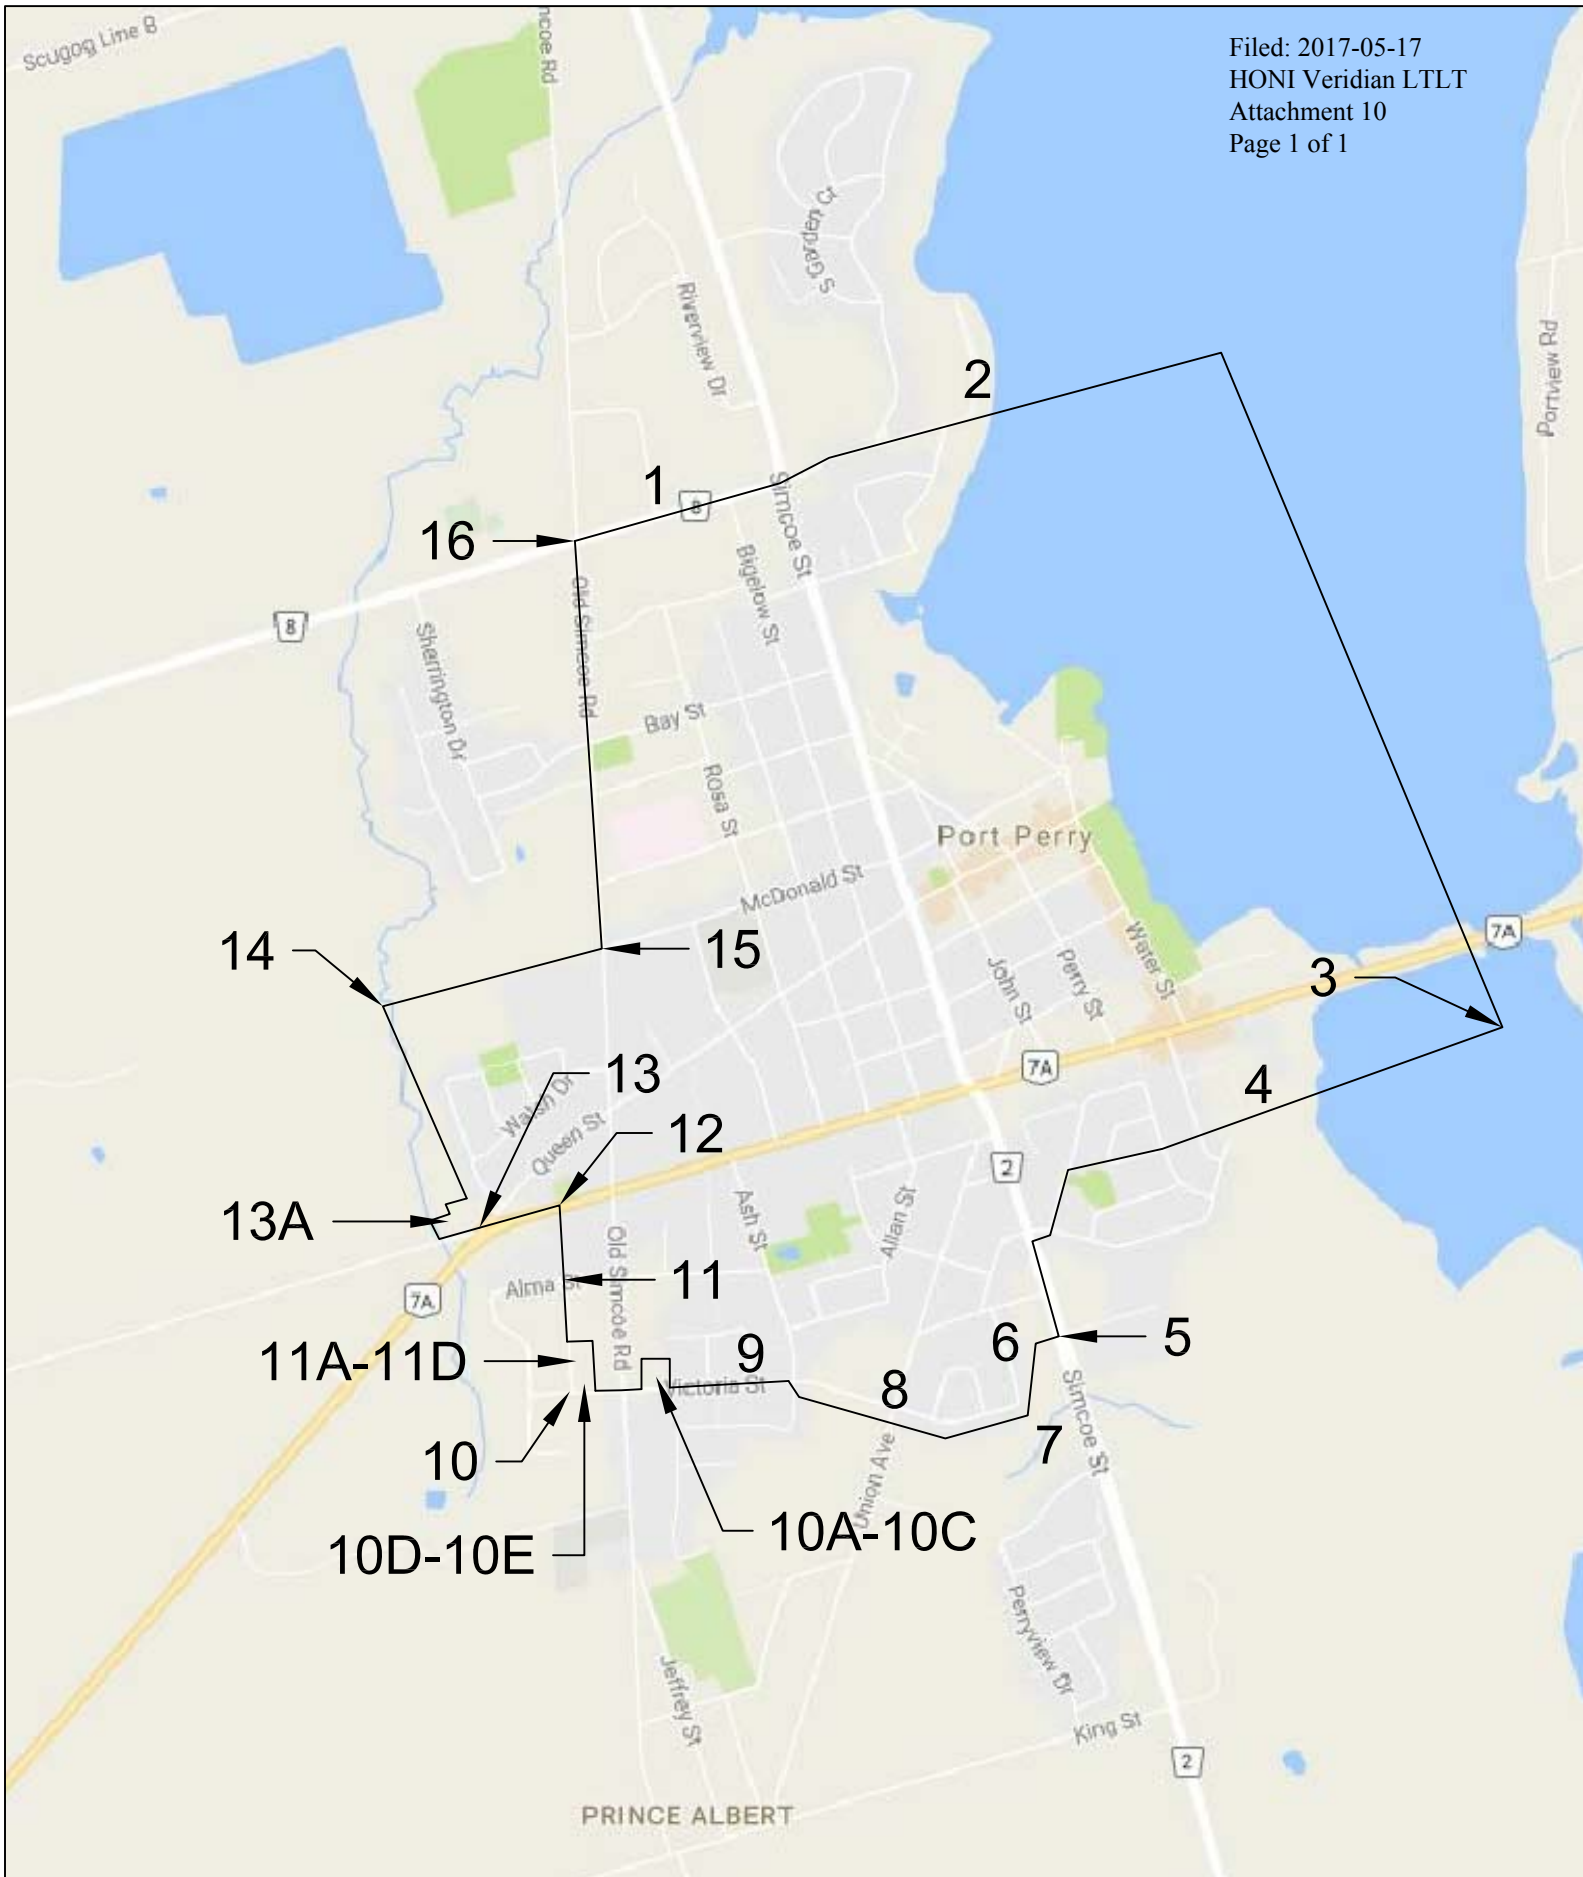 Filed: 2017-05-17
HONI Veridian LTLT
Attachment 10
Page 1 of 1
Scugog Line 8
ncoe Rd
S Garden Ct
Riverview Dr
Portview Rd
2
1
8
16
Simcoe St
Bigelow St
Old Simcoe Rd
8
Sherrington Dr
Bay St
Rosa St
Port Perry
McDonald St
14
15
7A
Water St
Perry St
John St
3
7A
4
13
Walsh Dr
Queen St
12
2
Ash St
Allan St
13A
Old Simcoe Rd
11
Alma St
7A
11A-11D
9
6
5
Victoria St
8
Simcoe St
10
7
Union Ave
10D-10E
10A-10C
Perryview Dr
Jeffrey St
King St
2
PRINCE ALBERT